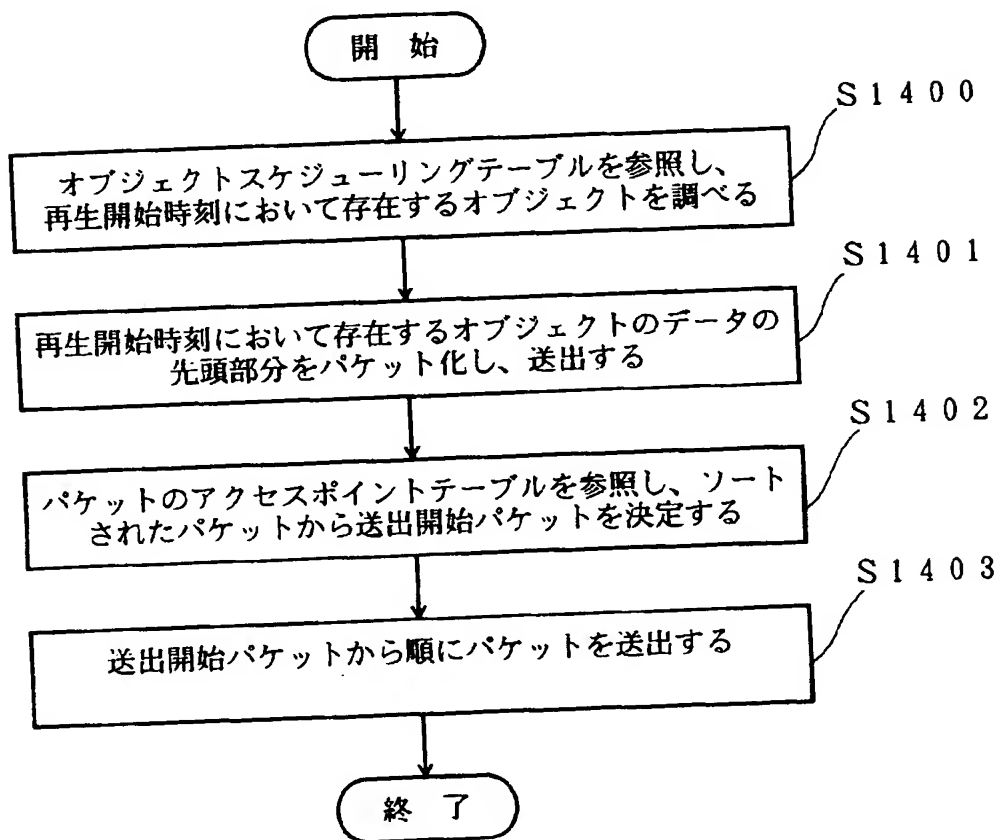 開 始
S1400
オブジェクトスケジューリングテーブルを参照し、
再生開始時刻において存在するオブジェクトを調べる
S1401
再生開始時刻において存在するオブジェクトのデータの
先頭部分をパケット化し、送出する
S1402
パケットのアクセスポイントテーブルを参照し、ソート
されたパケットから送出開始パケットを決定する
S1403
送出開始パケットから順にパケットを送出する
終 了